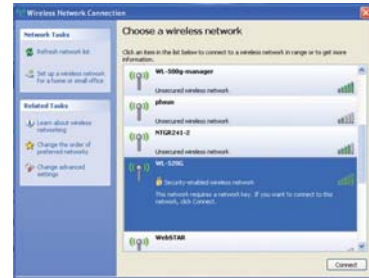 Wireless Network Connection
Network Tasks
Refresh network list
Set up a wireless network
for a home or small office
Related Tasks
Learn about wireless
networking
Change the order of
preferred networks
Change advanced
settings
Choose a wireless network
Click an item in the list below to connect to a wireless network in range or to get more
information.
WL-500g-manager
Unsecured wireless network
Unsecured wireless network
NTGR241-2
Unsecured wireless network
WL-520G
Security-enabled wireless network
This network requires a network key. If you want to connect to this
network, click Connect.
WebSTAR
Connect